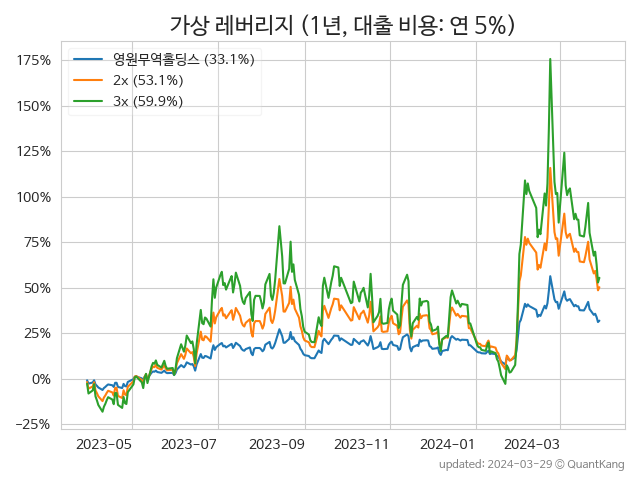 가상 레버리지 (1년, 대출 비용: 연 5%)
영원무역홀딩스 (33.1%)
2x (53.1%)
3x (59.9%)
175%
150%
125%
100%
75%
50%
25%
0%
−25%
2023-05 2023-07 2023-09 2023-11 2024-01 2024-03
updated: 2024-03-29 © QuantKang